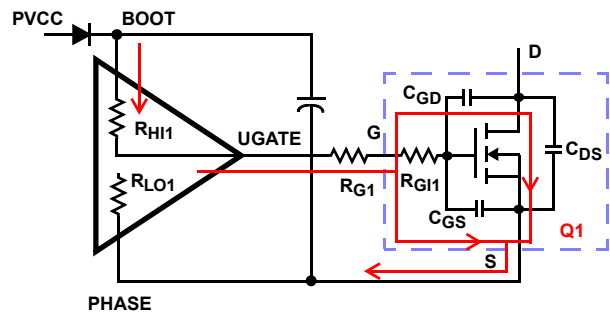 PVCC
BOOT
D
CGD
RHI1
UGATE
G
CDS
RLO1
RG1
RGI1
CGS
Q1
S
PHASE